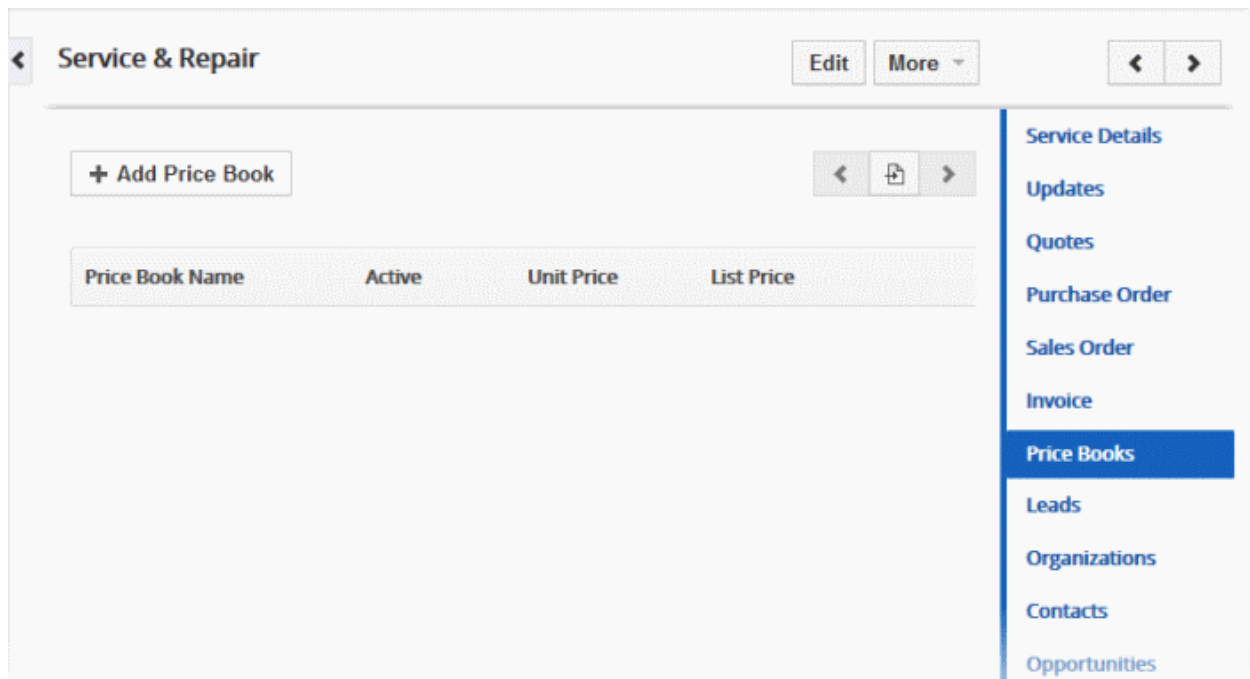 Service & Repair
Edit
More
+ Add Price Book
Price Book Name Active Unit Price List Price
Service Details
Updates
Quotes
Purchase Order
Sales Order
Invoice
Price Books
Leads
Organizations
Contacts
Opportunities